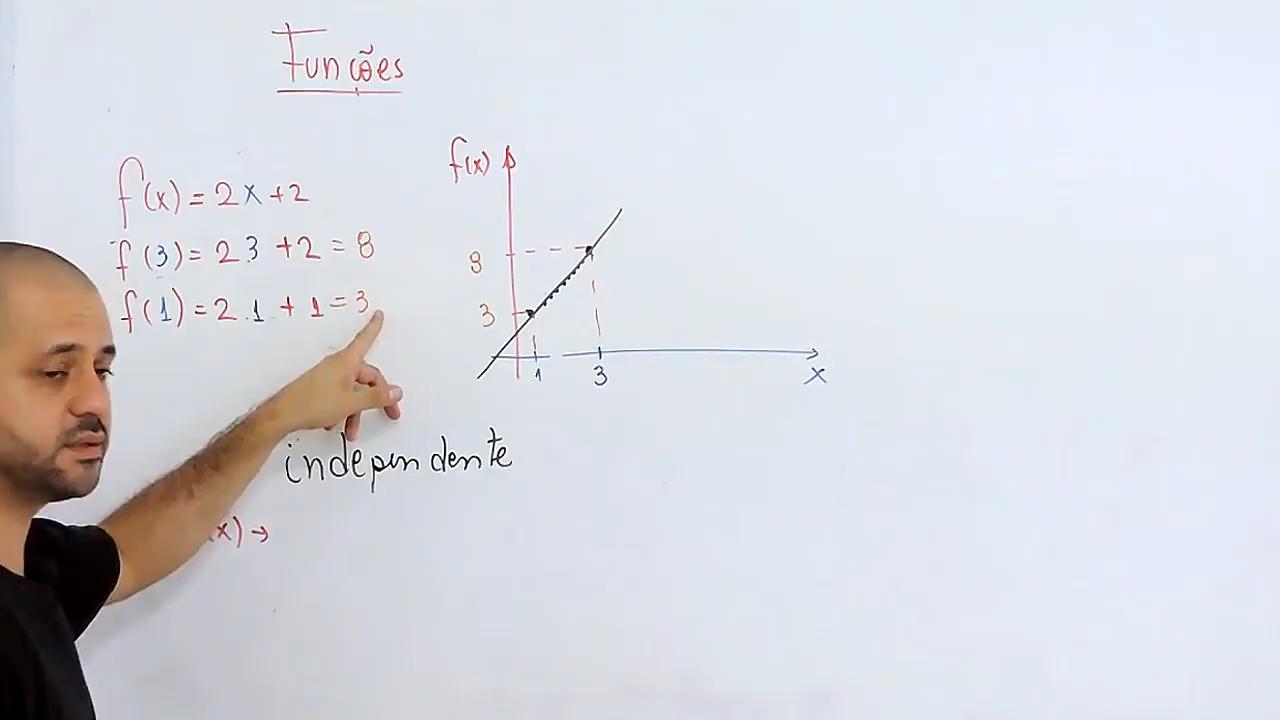 Funções
f(x) = 2x+2
f(3) = 2.3 +2 = 8
f(1) = 2.1. + 1 = 3
f(x)
8
3
1 3 x
independente
(x) →